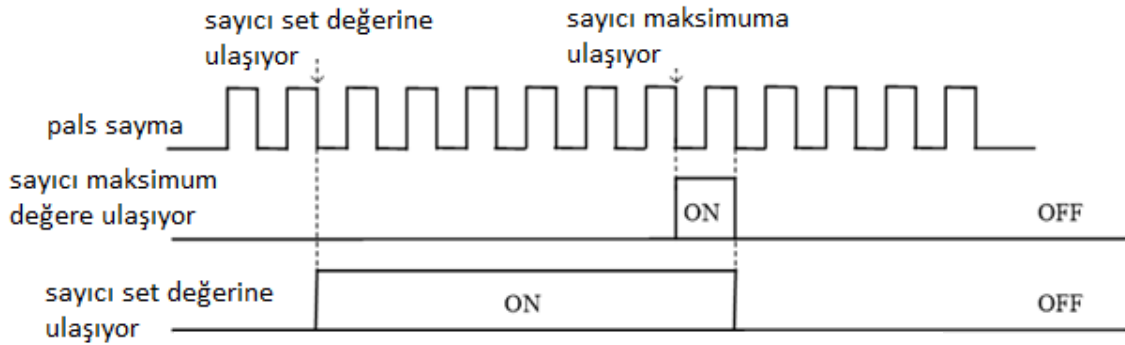 sayıcı set değerine
ulaşıyor
sayıcı maksimuma
ulaşıyor
pals sayma
sayıcı maksimum
değere ulaşıyor
ON
OFF
sayıcı set değerine
ulaşıyor
ON
OFF